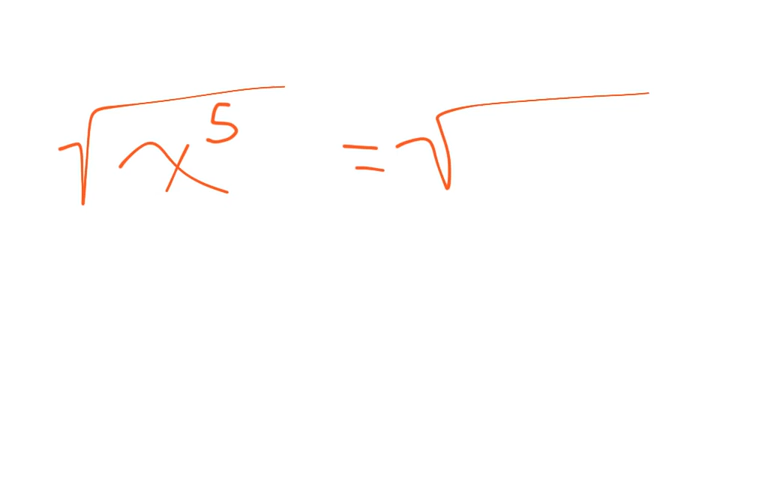 √x⁵ = √